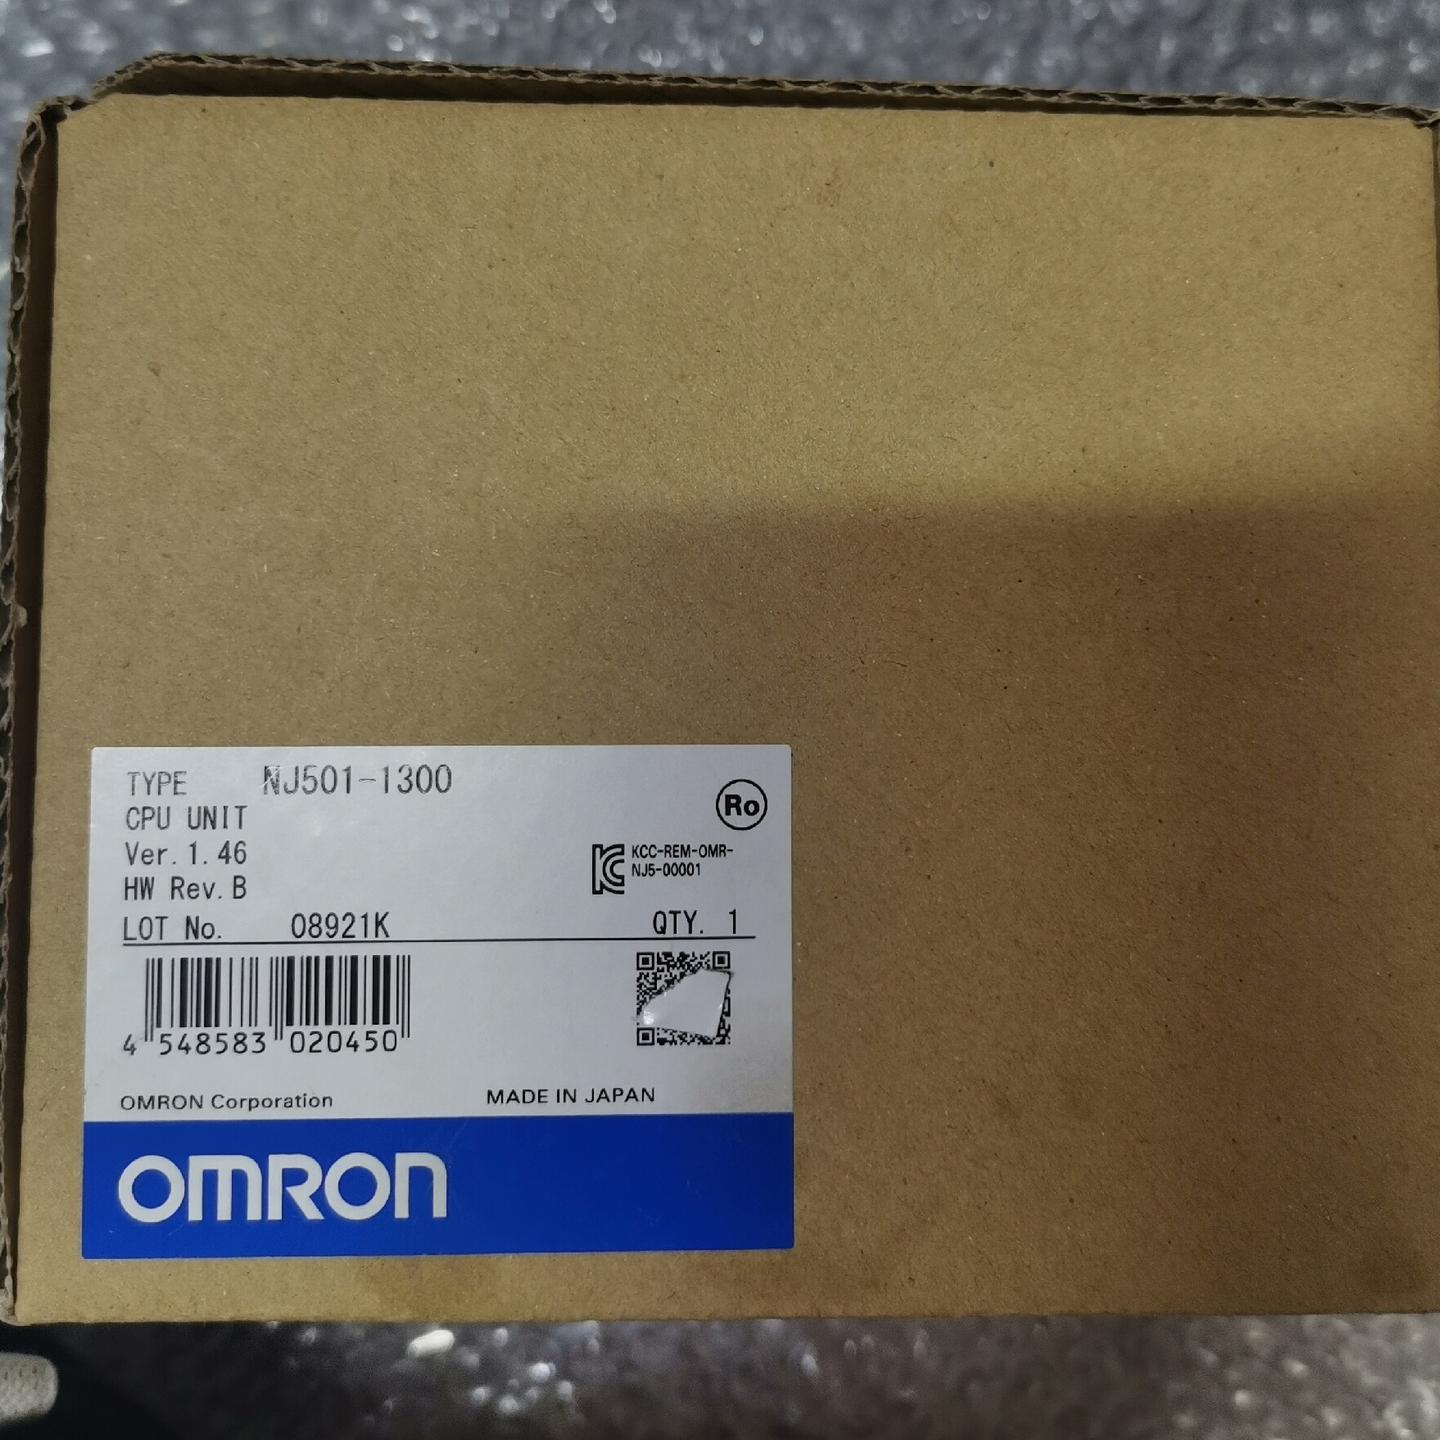 TYPE NJ501-1300
CPU UNIT
Ro
Ver.1.46
KCC-REM-OMR-
NJ5-00001
HW Rev.B
LOT No. 08921K QTY. 1
4 548583 020450
OMRON Corporation MADE IN JAPAN
OMRON